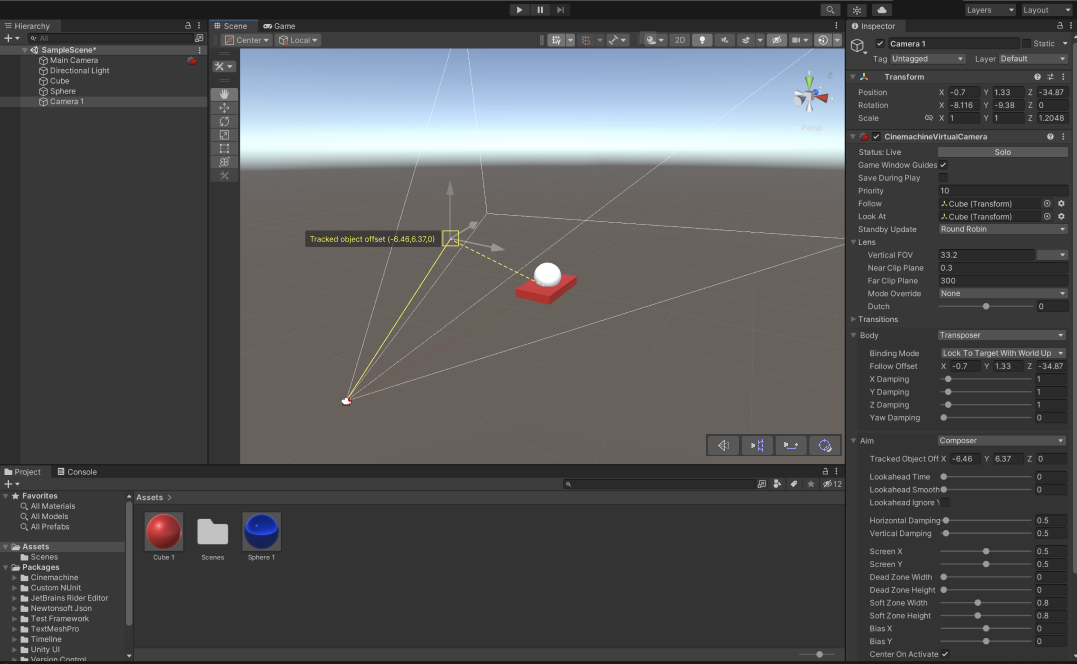 Layers
Layout
Hierarchy
All
SampleScene*
Main Camera
Directional Light
Cube
Sphere
Camera 1
Scene
Game
Center
Local
2D
Persp
Tracked object offset (-6.46,6.37,0)
Project
Console
12
Favorites
All Materials
All Models
All Prefabs
Assets
Scenes
Packages
Cinemachine
Custom NUnit
JetBrains Rider Editor
Newtonsoft Json
Test Framework
TextMeshPro
Timeline
Unity UI
Version Control
Assets
Cube 1
Scenes
Sphere 1
Inspector
Camera 1
Static
Tag Untagged Layer Default
Transform
Position X -0.7 Y 1.33 Z -34.87
Rotation X -8.116 Y -9.38 Z 0
Scale X 1 Y 1 Z 1.2048
CinemachineVirtualCamera
Status: Live Solo
Game Window Guides
Save During Play
Priority 10
Follow Cube (Transform)
Look At Cube (Transform)
Standby Update Round Robin
Lens
Vertical FOV 33.2
Near Clip Plane 0.3
Far Clip Plane 300
Mode Override None
Dutch 0
Transitions
Body Transposer
Binding Mode Lock To Target With World Up
Follow Offset X -0.7 Y 1.33 Z -34.87
X Damping 1
Y Damping 1
Z Damping 1
Yaw Damping 0
Aim Composer
Tracked Object Off X -6.46 Y 6.37 Z 0
Lookahead Time 0
Lookahead Smooth 0
Lookahead Ignore Y
Horizontal Damping 0.5
Vertical Damping 0.5
Screen X 0.5
Screen Y 0.5
Dead Zone Width 0
Dead Zone Height 0
Soft Zone Width 0.8
Soft Zone Height 0.8
Bias X 0
Bias Y 0
Center On Activate